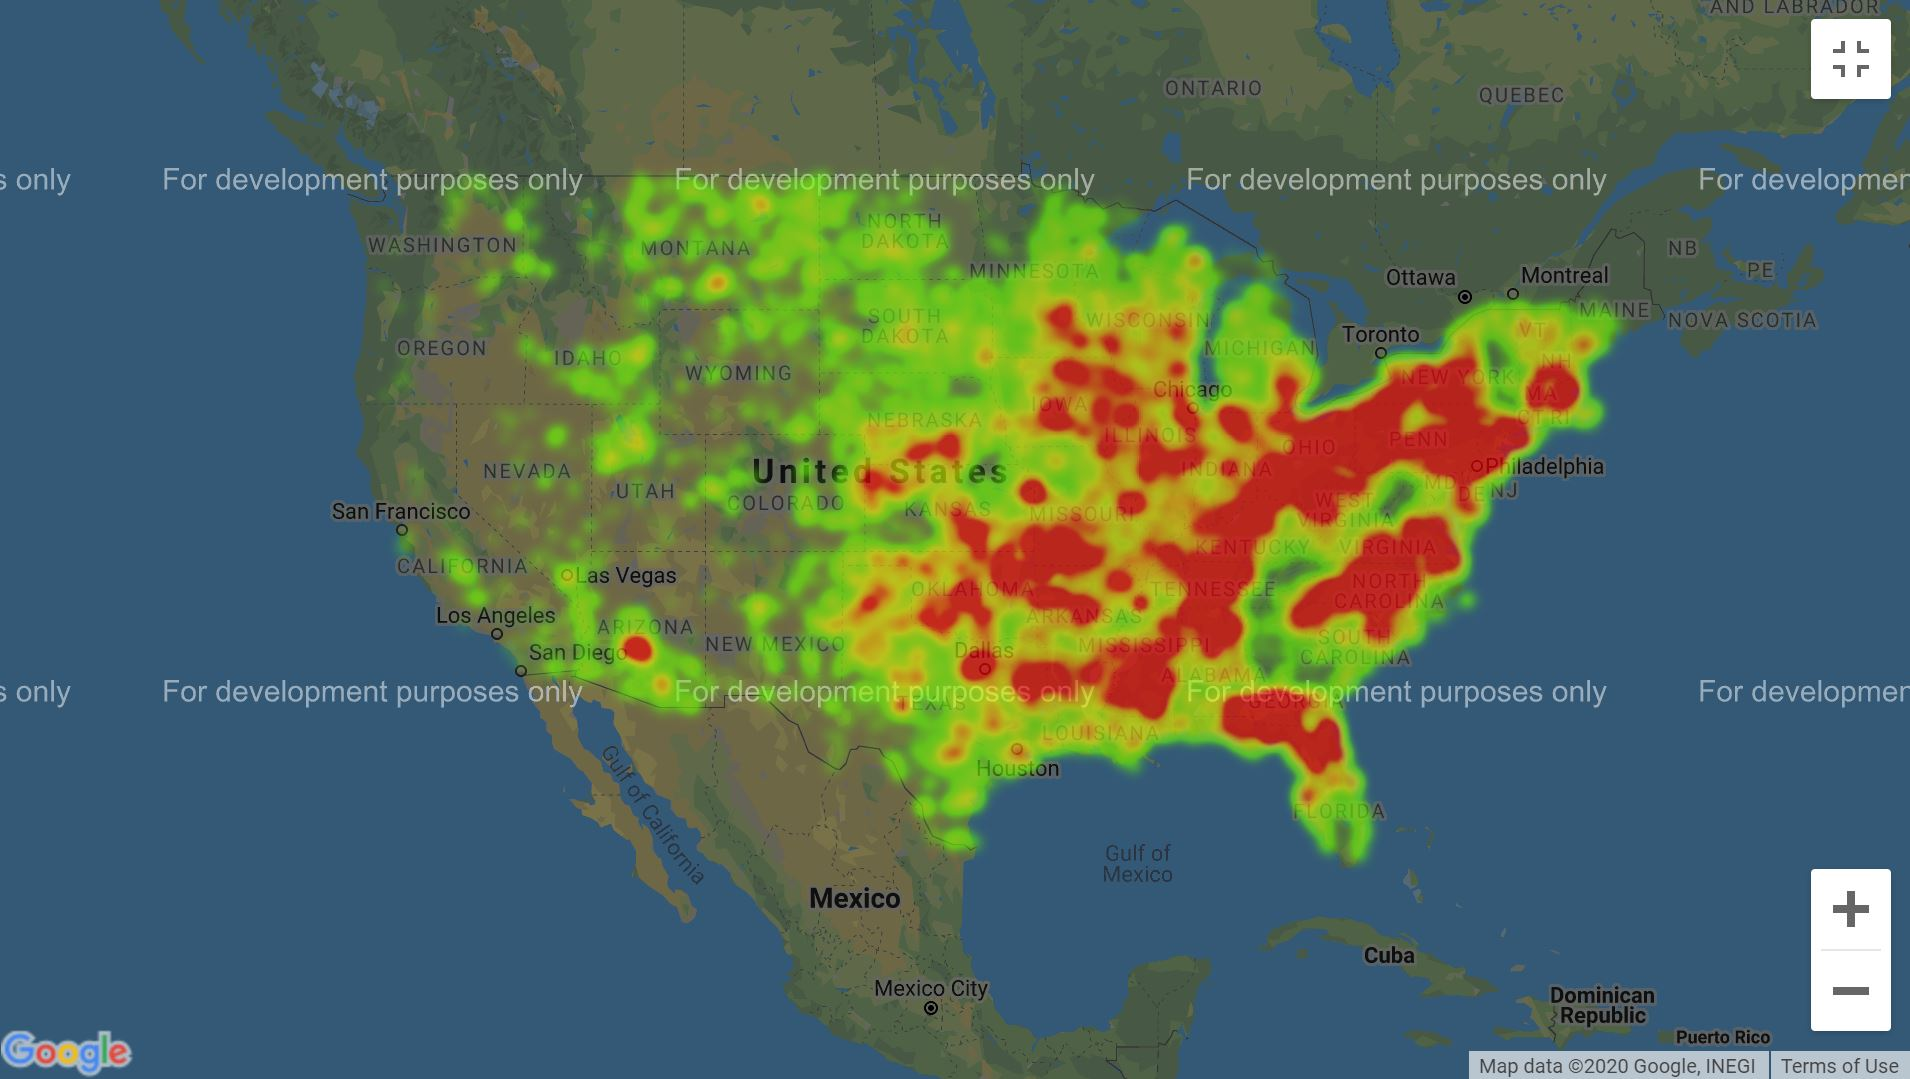 AND LABRADOR
ONTARIO
QUEBEC
s only
For development purposes only
For development purposes only
For development purposes only
For developmen
NORTH
DAKOTA
WASHINGTON
MONTANA
NB
MINNESOTA
Ottawa
Montreal
PE
MAINE
NOVA SCOTIA
SOUTH
DAKOTA
WISCONSIN
VT
Toronto
OREGON
IDAHO
MICHIGAN
NH
WYOMING
NEW YORK
Chicago
MA
IOWA
CT RI
NEBRASKA
ILLINOIS
OHIO
PENN
United States
NEVADA
INDIANA
Philadelphia
UTAH
COLORADO
MD
DE
NJ
WEST
VIRGINIA
San Francisco
KANSAS
MISSOURI
KENTUCKY
VIRGINIA
CALIFORNIA
Las Vegas
OKLAHOMA
TENNESSEE
NORTH
CAROLINA
Los Angeles
ARIZONA
ARKANSAS
NEW MEXICO
Dallas
MISSISSIPPI
SOUTH
CAROLINA
San Diego
ALABAMA
s only
For development purposes only
For development purposes only
For development purposes only
For developmen
EXAS
GEORGIA
LOUISIANA
Houston
Gulf of California
FLORIDA
Gulf of
Mexico
Mexico
Cuba
Mexico City
Dominican
Republic
Puerto Rico
Google
Map data ©2020 Google, INEGI
Terms of Use